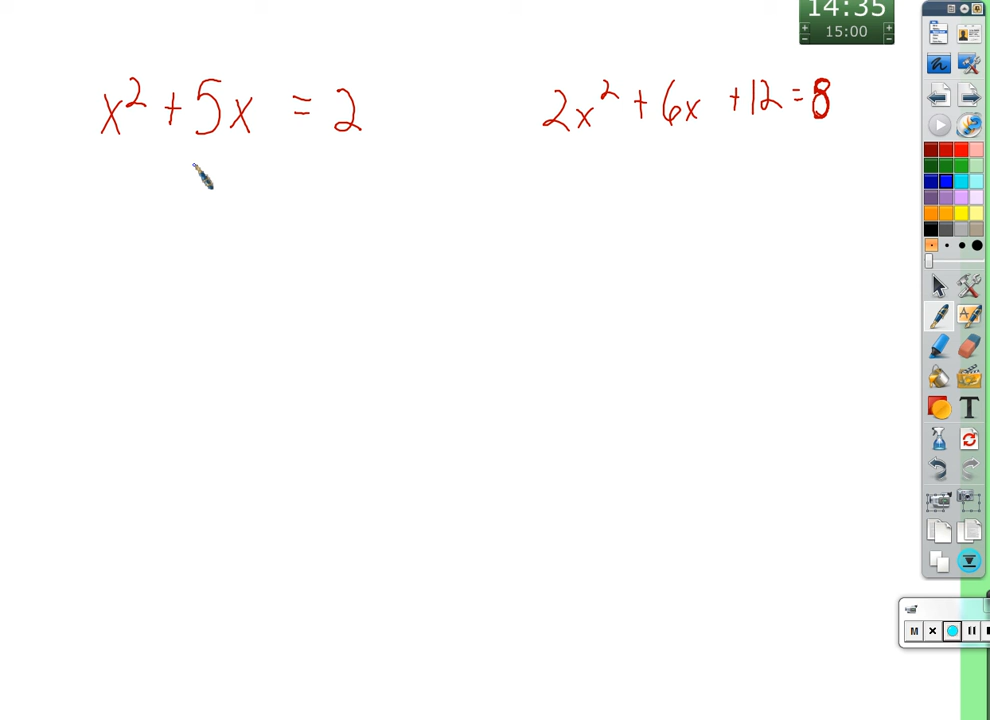 14:35
15:00
x² + 5x = 2
2x² + 6x + 12 = 8
T
M